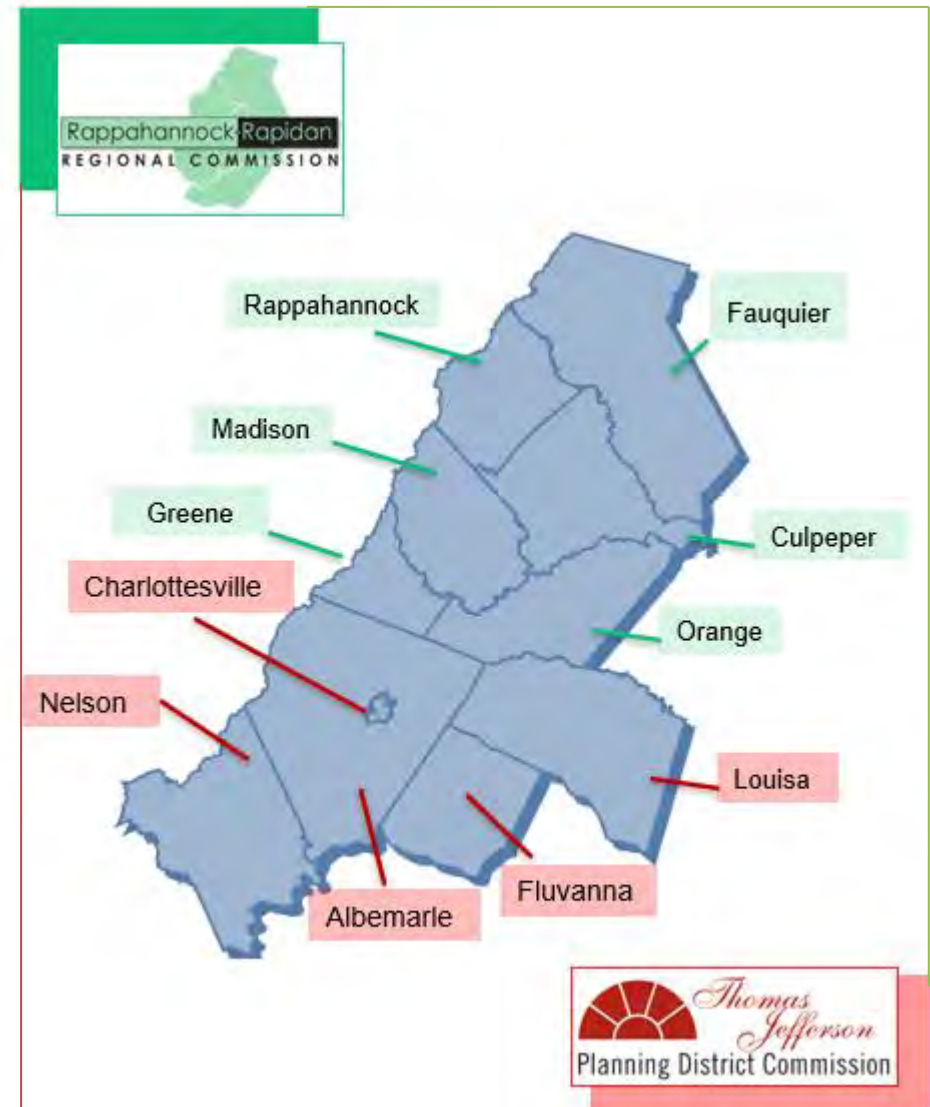 Rappahannock-Rapidan
REGIONAL COMMISSION
Rappahannock
Fauquier
Madison
Greene
Culpeper
Charlottesville
Orange
Nelson
Louisa
Fluvanna
Albemarle
Thomas
Jefferson
Planning District Commission